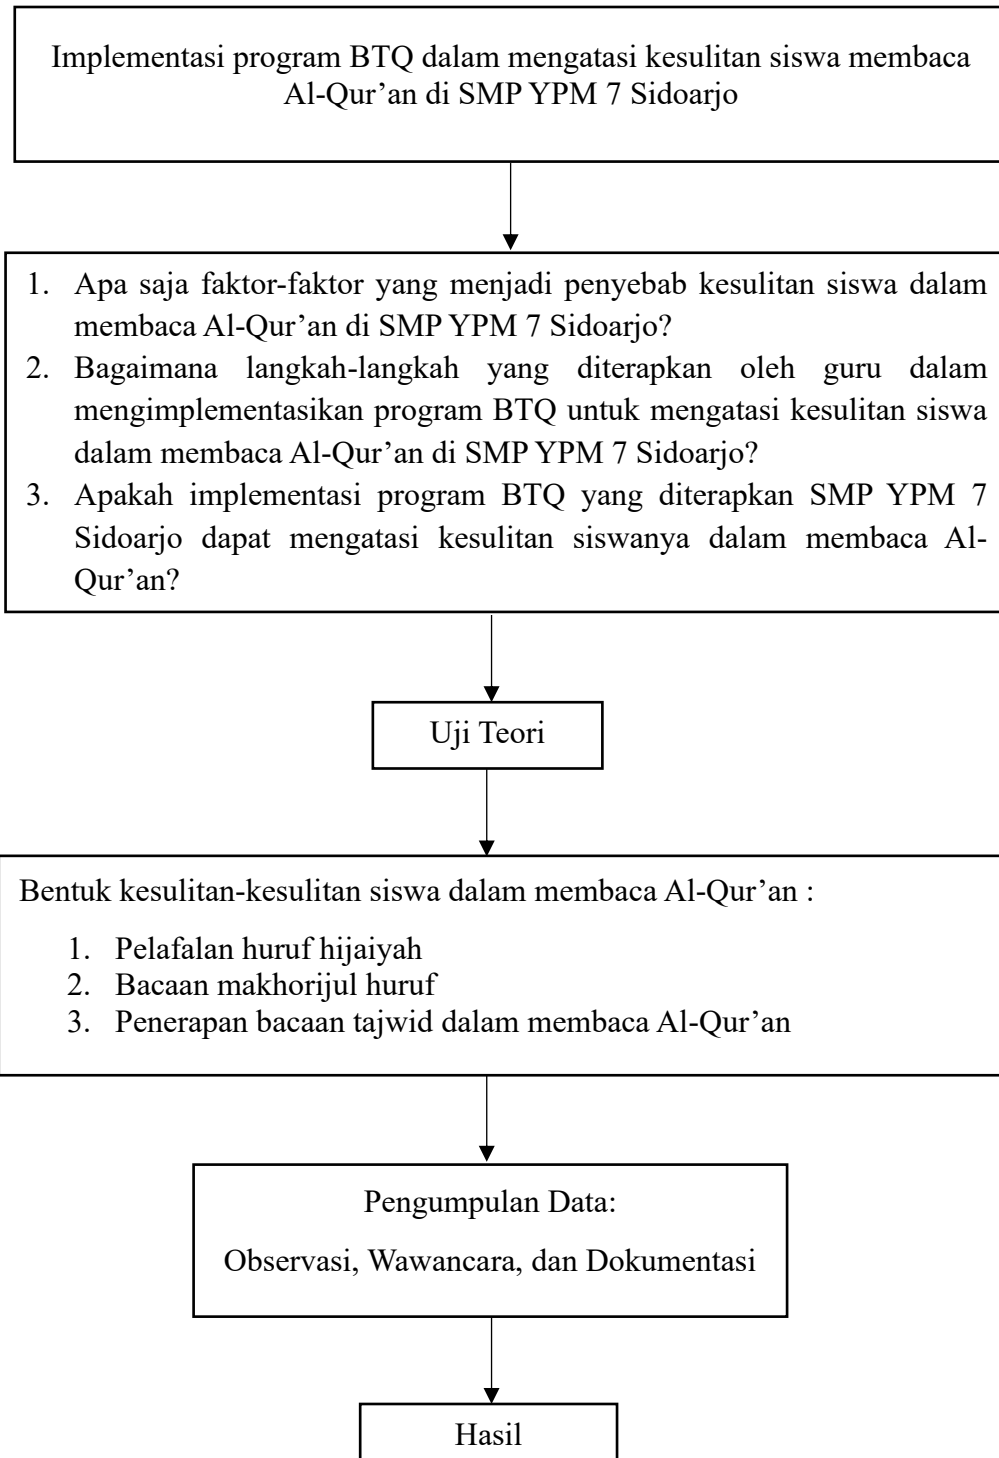 Implementasi program BTQ dalam mengatasi kesulitan siswa membaca
Al-Qur’an di SMP YPM 7 Sidoarjo
1. Apa saja faktor-faktor yang menjadi penyebab kesulitan siswa dalam
membaca Al-Qur’an di SMP YPM 7 Sidoarjo?
2. Bagaimana langkah-langkah yang diterapkan oleh guru dalam
mengimplementasikan program BTQ untuk mengatasi kesulitan siswa
dalam membaca Al-Qur’an di SMP YPM 7 Sidoarjo?
3. Apakah implementasi program BTQ yang diterapkan SMP YPM 7
Sidoarjo dapat mengatasi kesulitan siswanya dalam membaca Al-
Qur’an?
Uji Teori
Bentuk kesulitan-kesulitan siswa dalam membaca Al-Qur’an :
1. Pelafalan huruf hijaiyah
2. Bacaan makhorijul huruf
3. Penerapan bacaan tajwid dalam membaca Al-Qur’an
Pengumpulan Data:
Observasi, Wawancara, dan Dokumentasi
Hasil